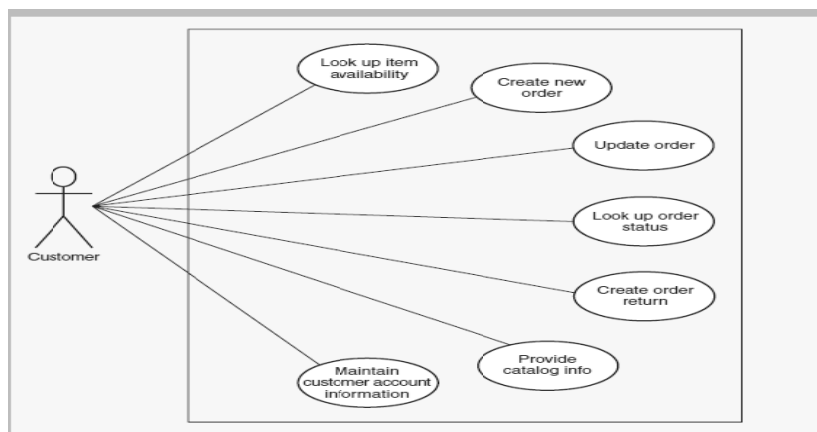 Look up item
availability
Create new
order
Update order
Look up order
status
Create order
return
Provide
catalog info
Maintain
customer account
information
Customer